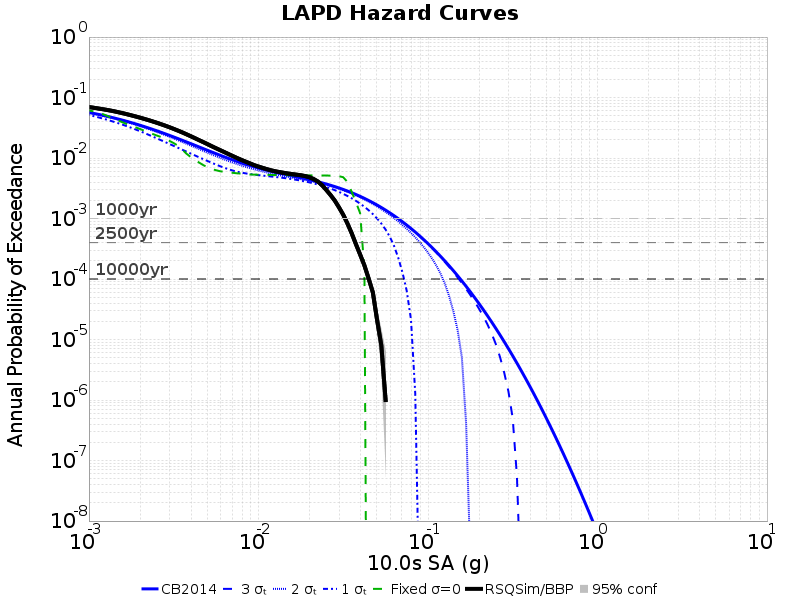 LAPD Hazard Curves
Annual Probability of Exceedance
10^0
10^-1
10^-2
10^-3
10^-4
10^-5
10^-6
10^-7
10^-8
1000yr
2500yr
10000yr
10^-3 10^-2 10^-1 10^0 10^1
10.0s SA (g)
CB2014 3 σₜ 2 σₜ 1 σₜ Fixed σ=0 RSQSim/BBP 95% conf